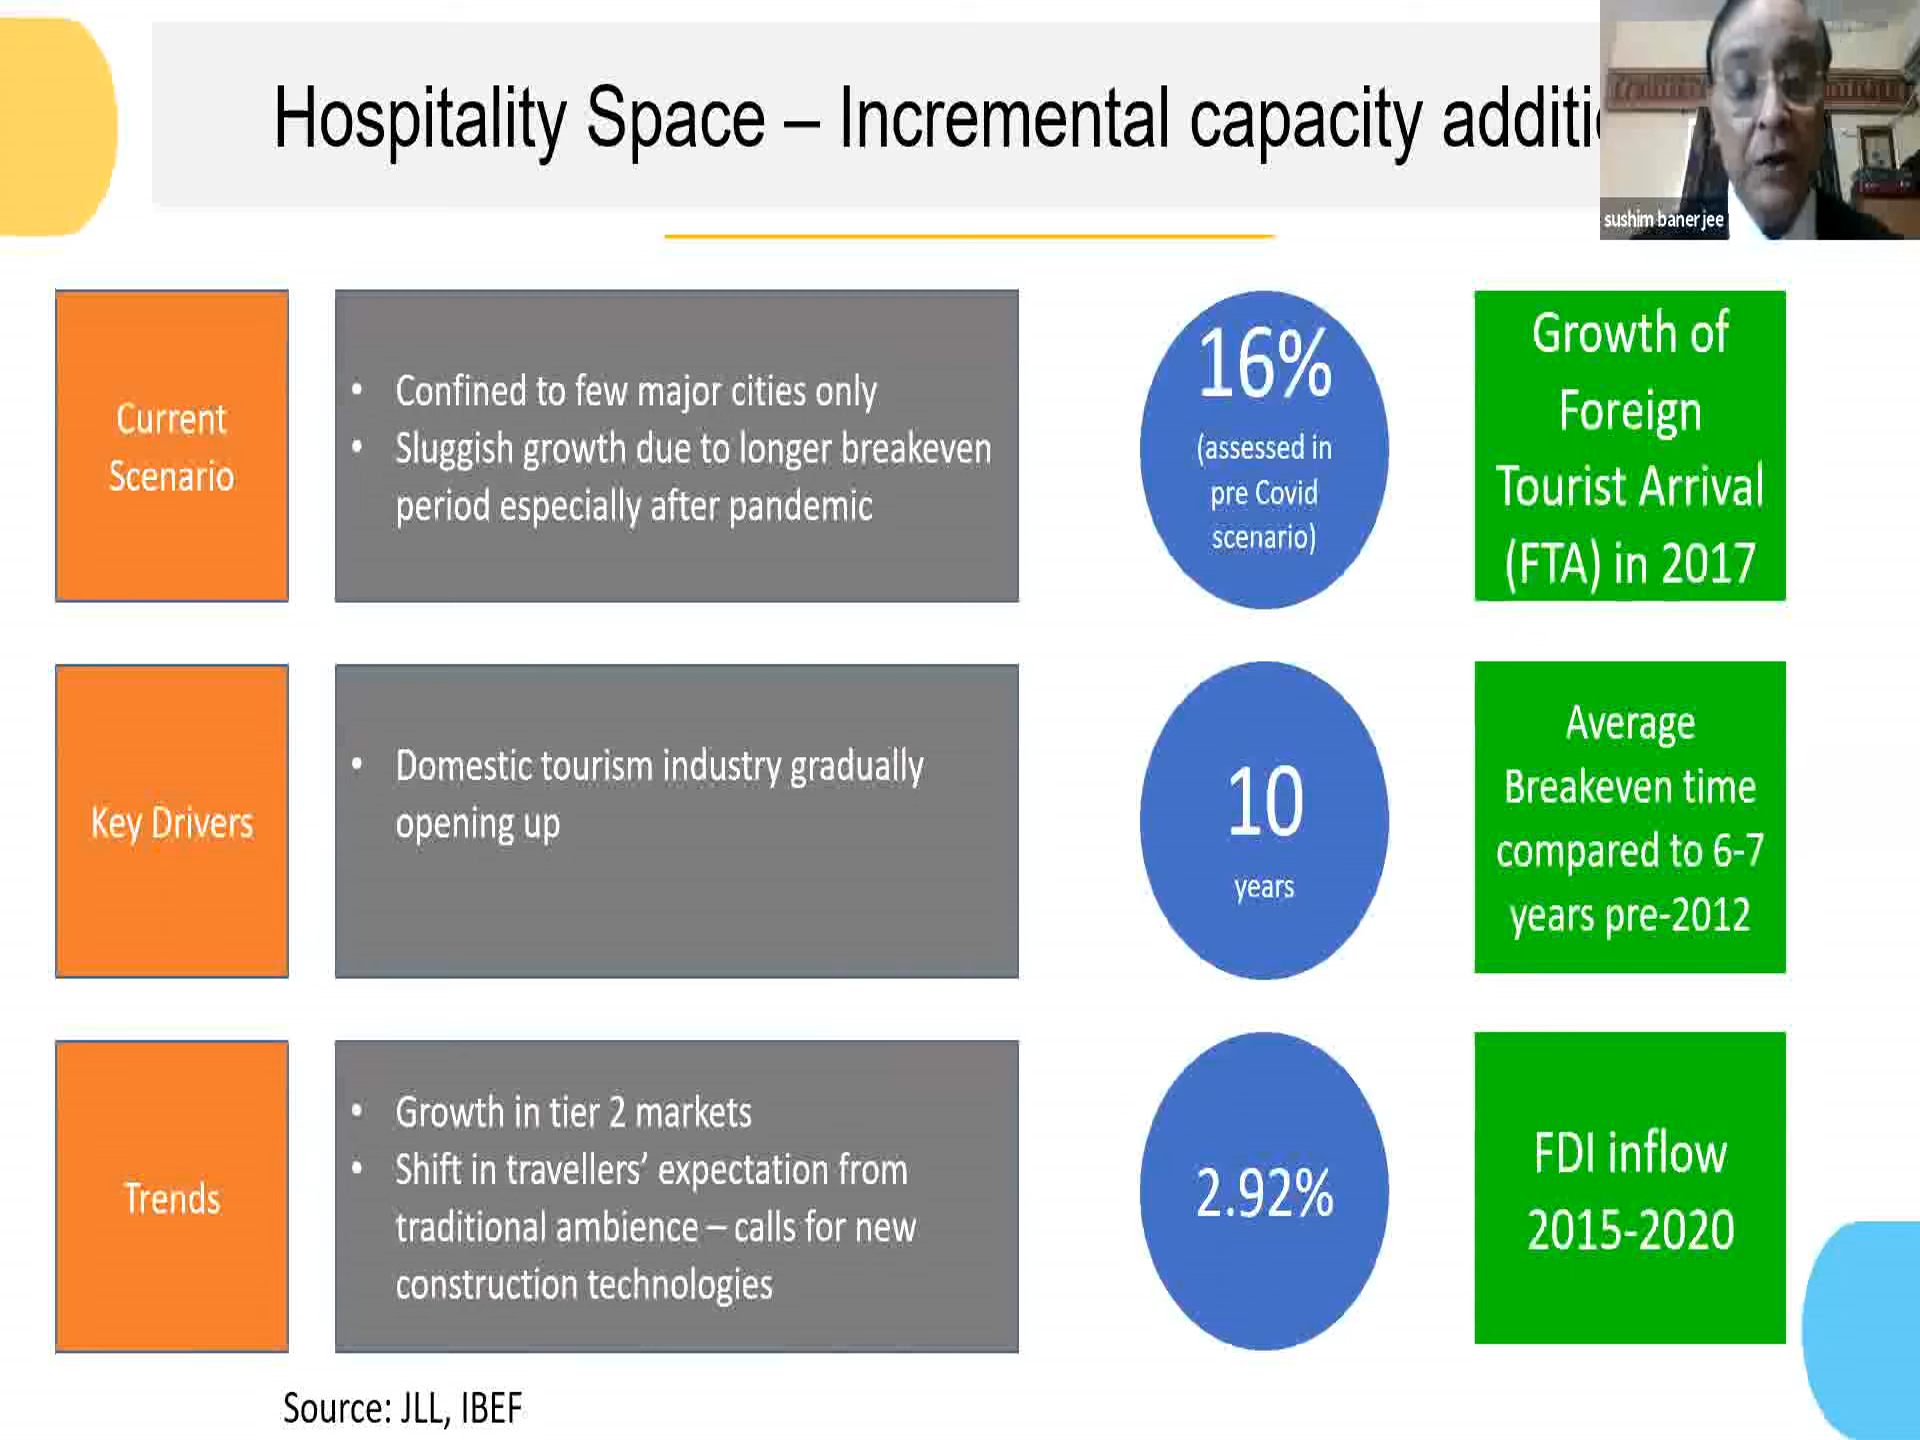 Hospitality Space – Incremental capacity
sushim banerjee
Current
Scenario
• Confined to few major cities only
• Sluggish growth due to longer breakeven
period especially after pandemic
16%
(assessed in
pre Covid
scenario)
Growth of
Foreign
Tourist Arrival
(FTA) in 2017
Key Drivers
• Domestic tourism industry gradually
opening up
10
years
Average
Breakeven time
compared to 6-7
years pre-2012
Trends
• Growth in tier 2 markets
• Shift in travellers’ expectation from
traditional ambience – calls for new
construction technologies
2.92%
FDI inflow
2015-2020
Source: JLL, IBEF